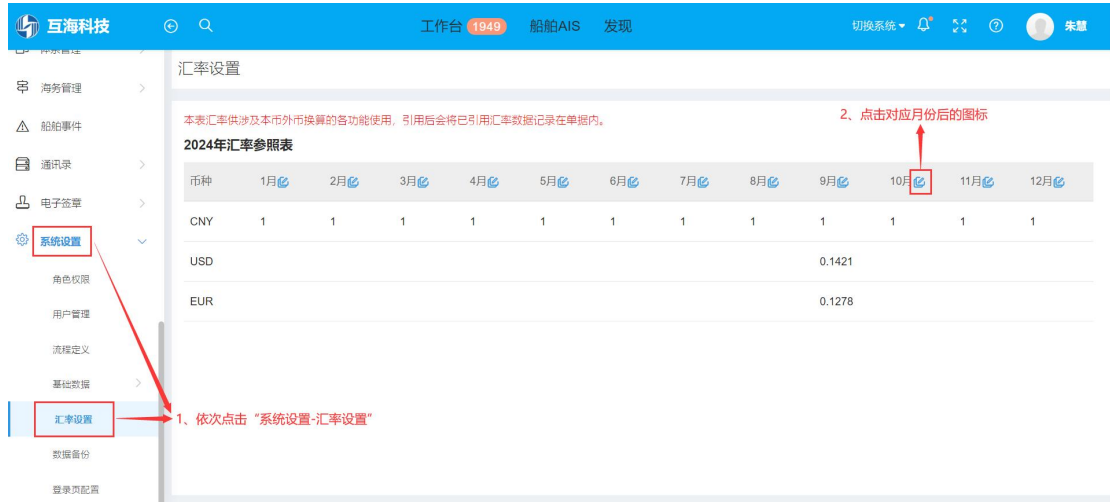 互海科技
工作台 1949 船舶AIS 发现
切换系统 朱慧
体系管理
海务管理
船舶事件
通讯录
电子签章
系统设置
角色权限
用户管理
流程定义
基础数据
汇率设置
数据备份
登录页配置
汇率设置
本表汇率供涉及本币外币换算的各功能使用，引用后会将已引用汇率数据记录在单据内。
2、点击对应月份后的图标
2024年汇率参照表
币种 1月 2月 3月 4月 5月 6月 7月 8月 9月 10月 11月 12月
CNY 1 1 1 1 1 1 1 1 1 1 1 1
USD 0.1421
EUR 0.1278
1、依次点击“系统设置-汇率设置”